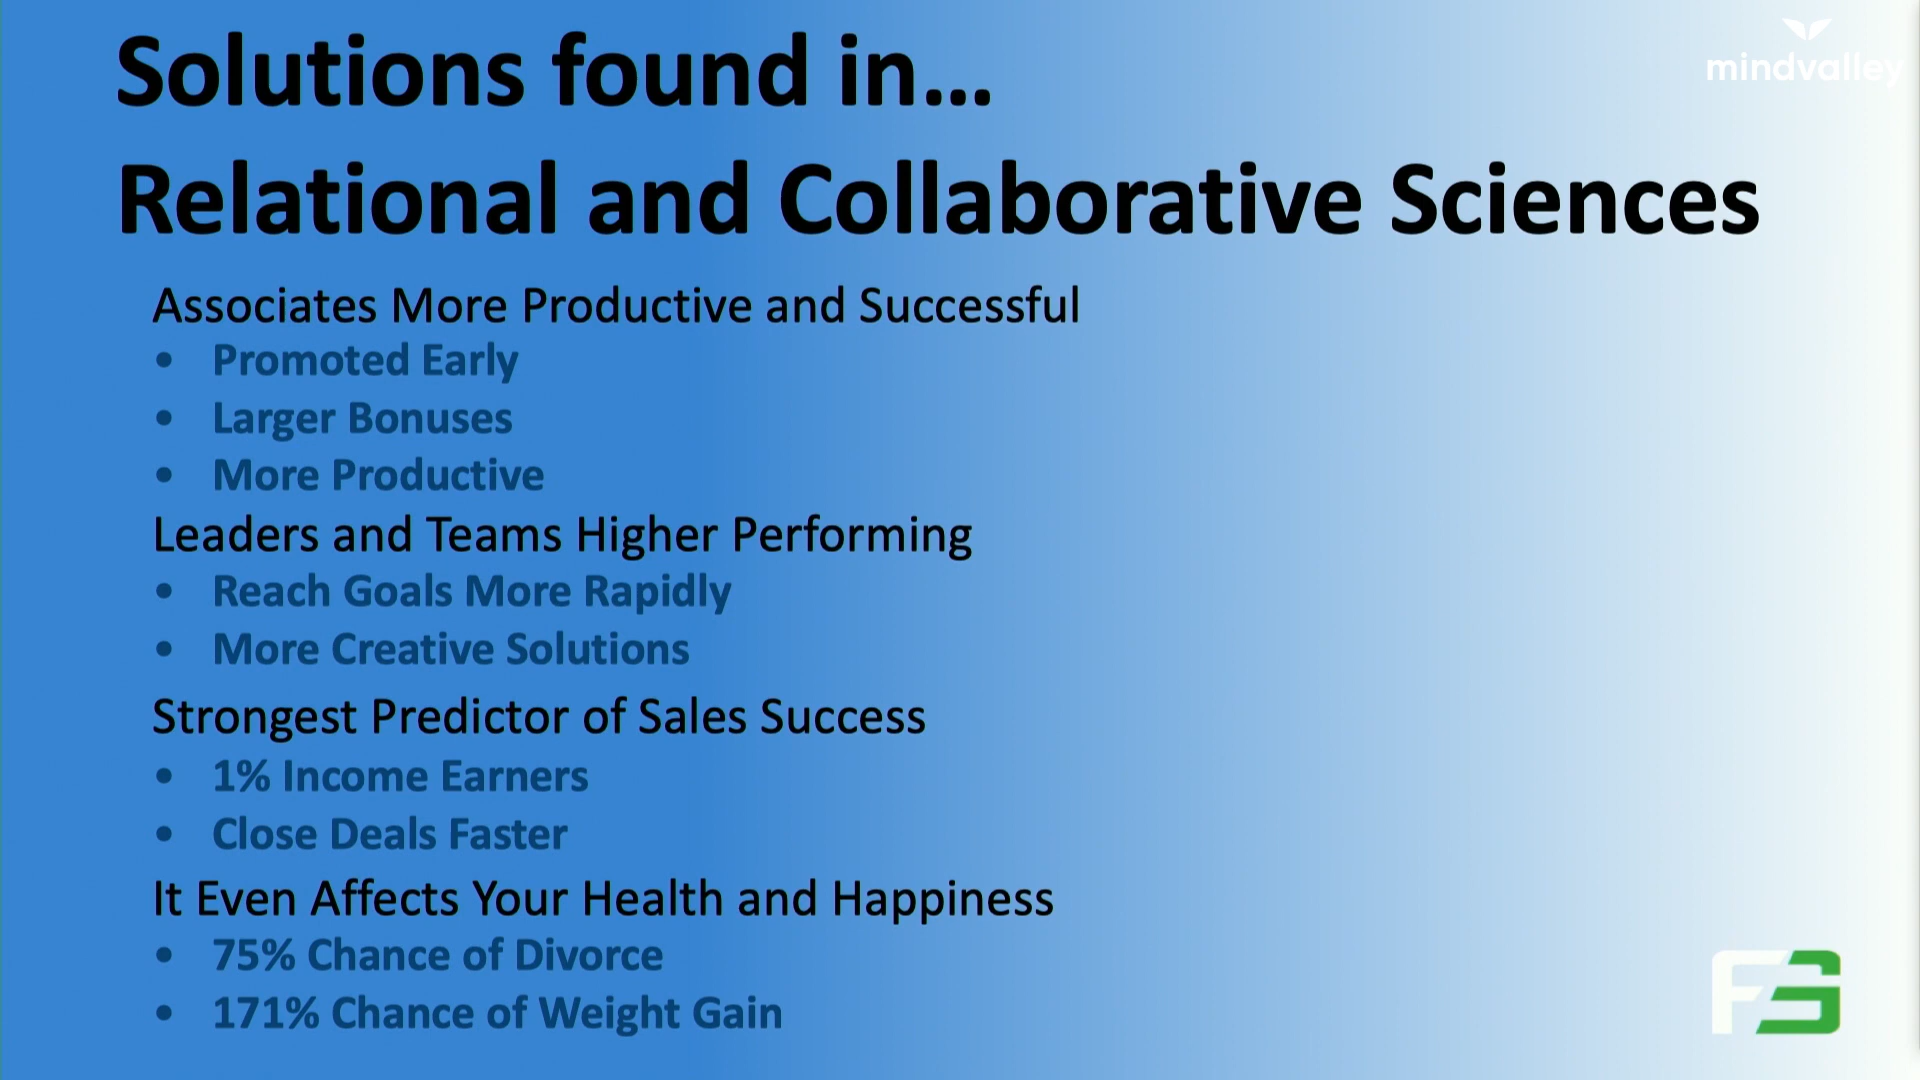 Solutions found in...
mindvalley
Relational and Collaborative Sciences
Associates More Productive and Successful
• Promoted Early
• Larger Bonuses
• More Productive
Leaders and Teams Higher Performing
• Reach Goals More Rapidly
• More Creative Solutions
Strongest Predictor of Sales Success
• 1% Income Earners
• Close Deals Faster
It Even Affects Your Health and Happiness
• 75% Chance of Divorce
• 171% Chance of Weight Gain
FG